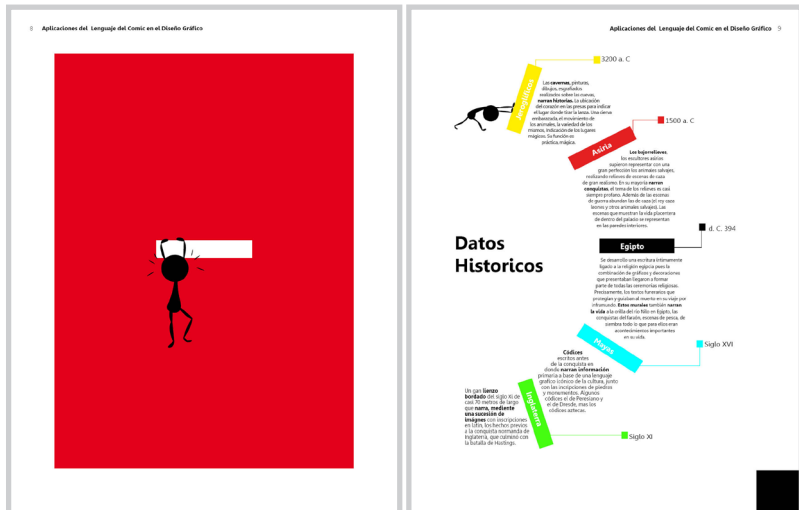 8 Aplicaciones del Lenguaje del Comic en el Diseño Gráfico
Aplicaciones del Lenguaje del Comic en el Diseño Gráfico 9
3200 a. C
Jeroglificos
Las cavernas, pinturas,
dibujos, engañados
realizados sobre las cuevas,
narran historias. La ubicación
del corazón en las presas para indicar
el lugar donde tirar la lanza. Una cierva
embarazada, el movimiento de
los animales, la variedad de los
mismos, indicación de los lugares
mágicos. Su función es
práctica, mágica.
1500 a. C
Asiria
Los bajorrelieves,
los escultores asirios
supieron representar con una
gran perfección los animales salvajes,
realizando relieves de escenas de caza
de gran realismo. En su mayoría narran
conquistas, el tema de los relieves es casi
siempre profano. Además de las escenas
de guerra abundan las de caza (el rey caza
leones y otros animales salvajes). Las
escenas que muestran la vida placentera
de dentro del palacio se representan
en las paredes interiores.
d. C. 394
Datos
Historicos
Egipto
Se desarrollo una escritura íntimamente
ligado a la religión egipcia pues la
combinación de gráficos y decoraciones
que presentaban llegaron a formar
parte de todas las ceremonias religiosas.
Precisamente, los textos funerarios que
protegían y guiaban al muerto en su viaje por
inframundo. Estos murales también narran
la vida a la orilla del río Nilo en Egipto, las
conquistas del faraón, escenas de pesca, de
siembra todo lo que para ellos eran
acontecimientos importantes
en su vida.
Mayas
Siglo XVI
Códices
escritos antes
de la conquista en
donde narran información
primaria a base de una lenguaje
grafico icónico de la cultura, junto
con las incripciones de piedras
y monumentos. Algunos
códices el de Peresiano y
el de Dresde, mas los
códices aztecas.
Inglaterra
Un gan lienzo
bordado del siglo Xi de
casi 70 metros de largo
que narra, mediente
una sucesión de
imágnes con inscripciones
en latín, los hechos previos
a la conquista normanda de
Inglaterra, que culminó con
la batalla de Hastings.
Siglo XI